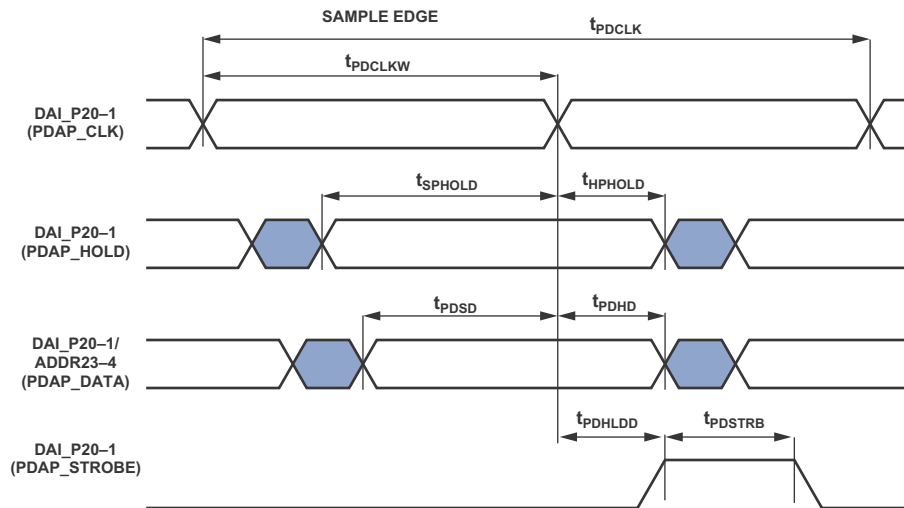 SAMPLE EDGE
tPDCLK
tPDCLKW
DAI_P20–1
(PDAP_CLK)
tSPHOLD
tHPHOLD
DAI_P20–1
(PDAP_HOLD)
tPDSD
tPDHD
DAI_P20–1/
ADDR23–4
(PDAP_DATA)
tPDHLDD
tPDSTRB
DAI_P20–1
(PDAP_STROBE)